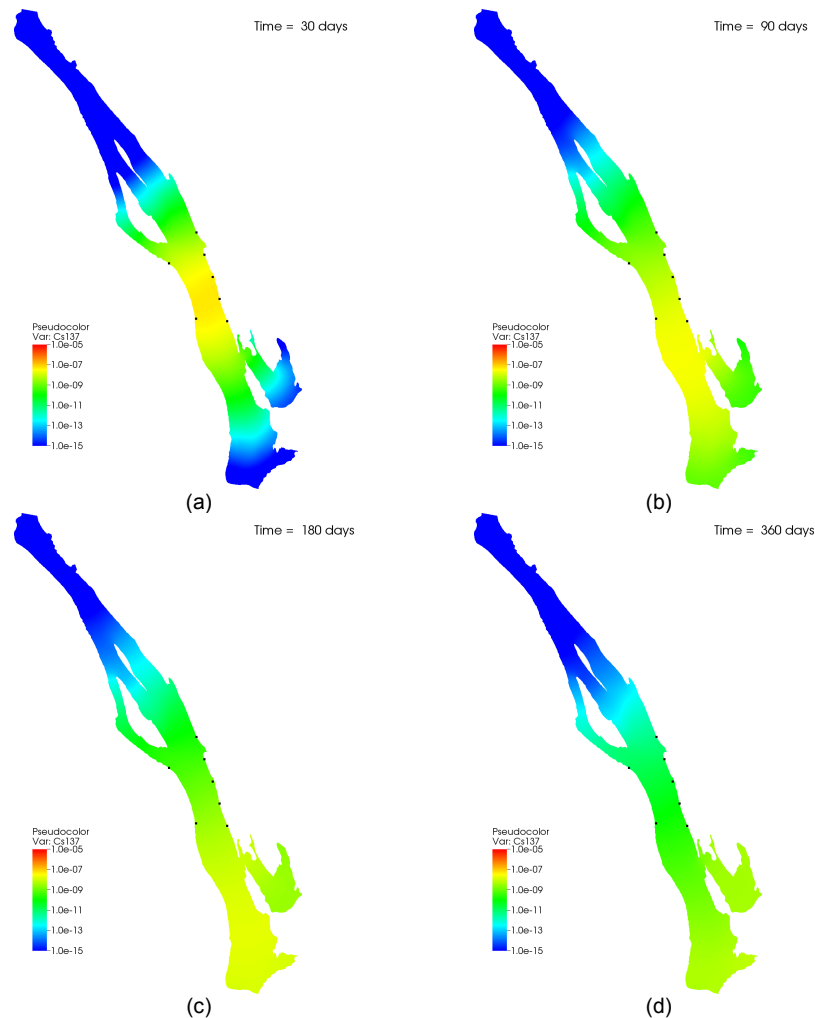 Time = 30 days
Pseudocolor
Var: Cs137
1.0e-05
1.0e-07
1.0e-09
1.0e-11
1.0e-13
1.0e-15
(a)
Time = 90 days
Pseudocolor
Var: Cs137
1.0e-05
1.0e-07
1.0e-09
1.0e-11
1.0e-13
1.0e-15
(b)
Time = 180 days
Pseudocolor
Var: Cs137
1.0e-05
1.0e-07
1.0e-09
1.0e-11
1.0e-13
1.0e-15
(c)
Time = 360 days
Pseudocolor
Var: Cs137
1.0e-05
1.0e-07
1.0e-09
1.0e-11
1.0e-13
1.0e-15
(d)